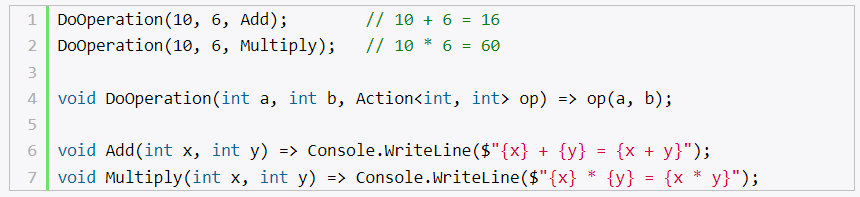 1 DoOperation(10, 6, Add);          // 10 + 6 = 16
2 DoOperation(10, 6, Multiply);   // 10 * 6 = 60
3
4 void DoOperation(int a, int b, Action<int, int> op) => op(a, b);
5
6 void Add(int x, int y) => Console.WriteLine($"{x} + {y} = {x + y}");
7 void Multiply(int x, int y) => Console.WriteLine($"{x} * {y} = {x * y}");